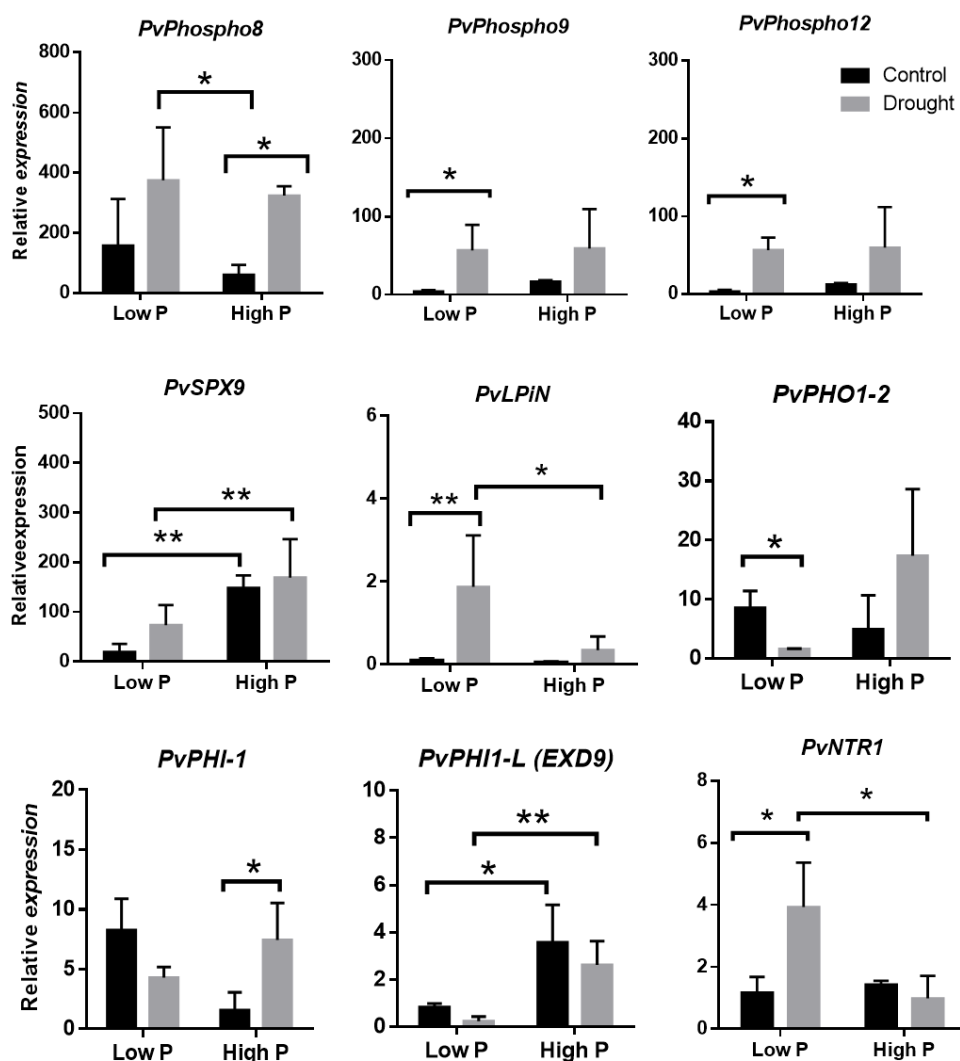 PvPhospho8
PvPhospho9
PvPhospho12
Control
Drought
Relative expression
800
600
400
200
0
*
*
Low P
High P
300
200
100
0
*
Low P
High P
300
200
100
0
*
Low P
High P
PvSPX9
PvLPiN
PvPHO1-2
Relativeexpression
500
400
300
200
100
0
**
**
Low P
High P
6
4
2
0
**
*
Low P
High P
40
30
20
10
0
*
Low P
High P
PvPHI-1
PvPHI1-L (EXD9)
PvNTR1
Relative expression
20
15
10
5
0
*
Low P
High P
10
8
6
4
2
0
*
**
Low P
High P
8
6
4
2
0
*
*
Low P
High P